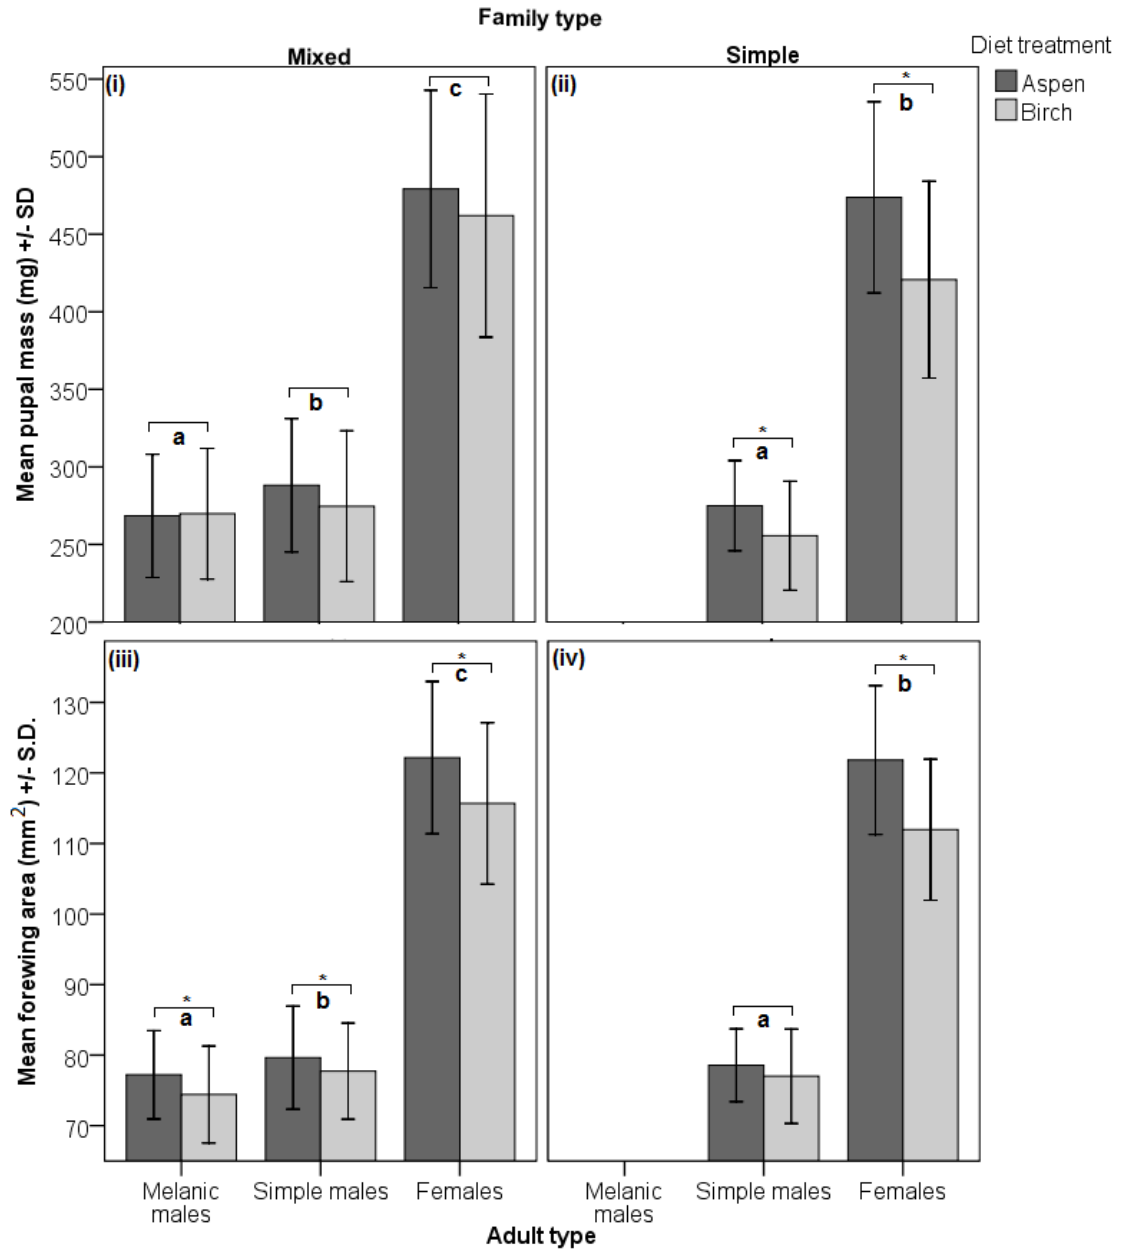 Family type
Mixed
Simple
Diet treatment
Aspen
Birch
Mean pupal mass (mg) +/- SD
550
500
450
400
350
300
250
200
(i)
a
b
c
(ii)
*
a
*
b
Mean forewing area (mm2) +/- S.D.
130
120
110
100
90
80
70
(iii)
*
a
*
b
*
c
(iv)
a
*
b
Melanic
males
Simple males
Females
Melanic
males
Simple males
Females
Adult type